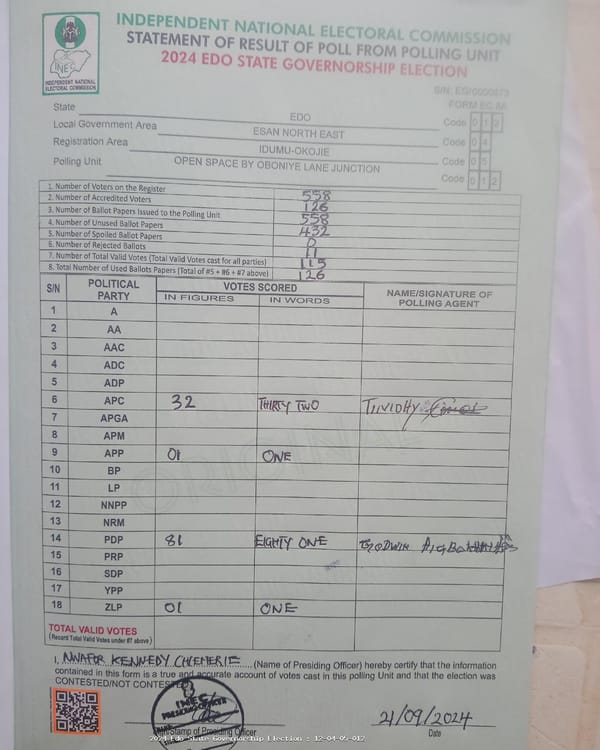 INDEPENDENT NATIONAL ELECTORAL COMMISSION
STATEMENT OF RESULT OF POLL FROM POLLING UNIT
2024 EDO STATE GOVERNORSHIP ELECTION
INEC
INDEPENDENT NATIONAL
ELECTORAL COMMISSION
FORM EC 8A
State EDO Code 0 1 2
Local Government Area ESAN NORTH EAST Code 0 4
Registration Area IDUMU-OKOJIE Code 0 5
Polling Unit OPEN SPACE BY OBONIYE LANE JUNCTION Code 0 1 2
1. Number of Voters on the Register 558
2. Number of Accredited Voters 126
3. Number of Ballot Papers Issued to the Polling Unit 558
4. Number of Unused Ballot Papers 432
5. Number of Spoiled Ballot Papers 0
6. Number of Rejected Ballots 11
7. Number of Total Valid Votes (Total Valid Votes cast for all parties) 115
8. Total Number of Used Ballots Papers (Total of #5 + #6 + #7 above) 126
S/N POLITICAL PARTY VOTES SCORED NAME/SIGNATURE OF POLLING AGENT
IN FIGURES IN WORDS
1 A
2 AA
3 AAC
4 ADC
5 ADP
6 APC 32 THIRTY TWO
7 APGA
8 APM
9 APP 01 ONE
10 BP
11 LP
12 NNPP
13 NRM
14 PDP 81 EIGHTY ONE GODWIN
15 PRP
16 SDP
17 YPP
18 ZLP 01 ONE
ORIGINAL
TOTAL VALID VOTES
(Record Total Valid Votes under #7 above)
I, NWAFOR KENNEDY CHIEMERIE (Name of Presiding Officer) hereby certify that the information
contained in this form is a true and accurate account of votes cast in this polling Unit and that the election was
CONTESTED/NOT CONTESTED
INEC
PRESIDING OFFICER
Stamp of Presiding Officer
21/09/2024
Date
2024 Edo State Governorship Election : 12-04-05-012